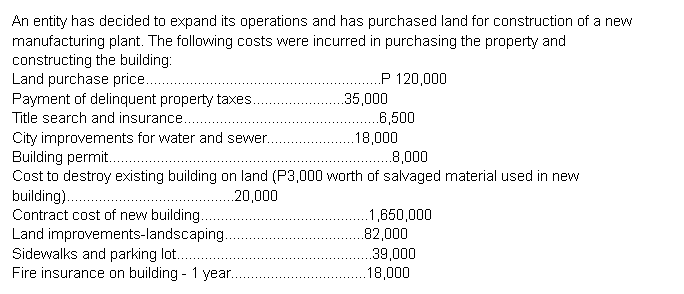 An entity has decided to expand its operations and has purchased land for construction of a new
manufacturing plant. The following costs were incurred in purchasing the property and
constructing the building:
Land purchase price..........................................................P 120,000
Payment of delinquent property taxes.......................35,000
Title search and insurance................................................6,500
City improvements for water and sewer......................18,000
Building permit.....................................................................8,000
Cost to destroy existing building on land (P3,000 worth of salvaged material used in new
building)..........................................20,000
Contract cost of new building.........................................1,650,000
Land improvements-landscaping...................................82,000
Sidewalks and parking lot................................................39,000
Fire insurance on building - 1 year..................................18,000